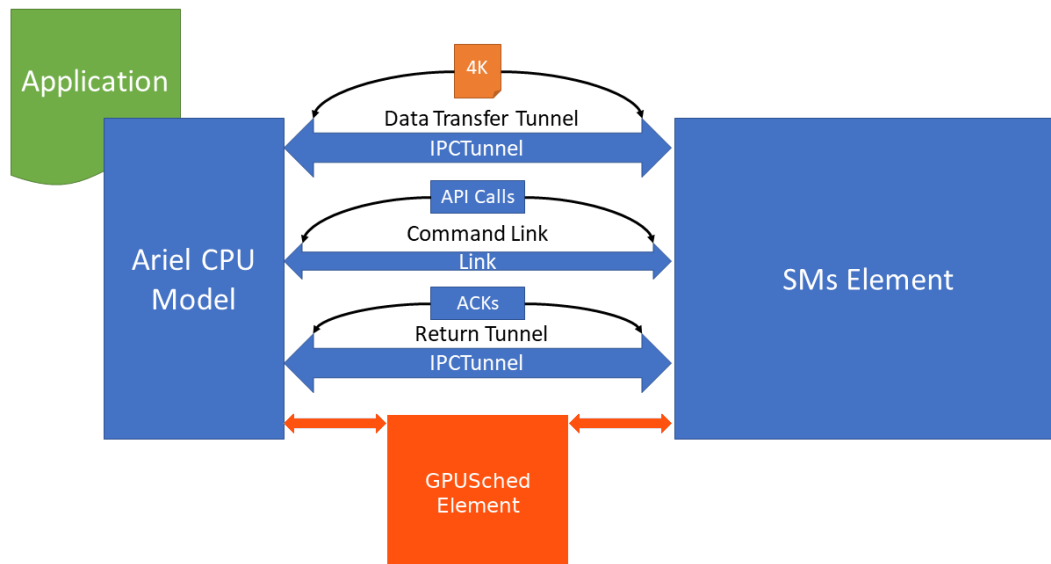 Application
4K
Data Transfer Tunnel
IPCTunnel
API Calls
Command Link
Link
Ariel CPU
Model
SMs Element
ACKs
Return Tunnel
IPCTunnel
GPUSched
Element